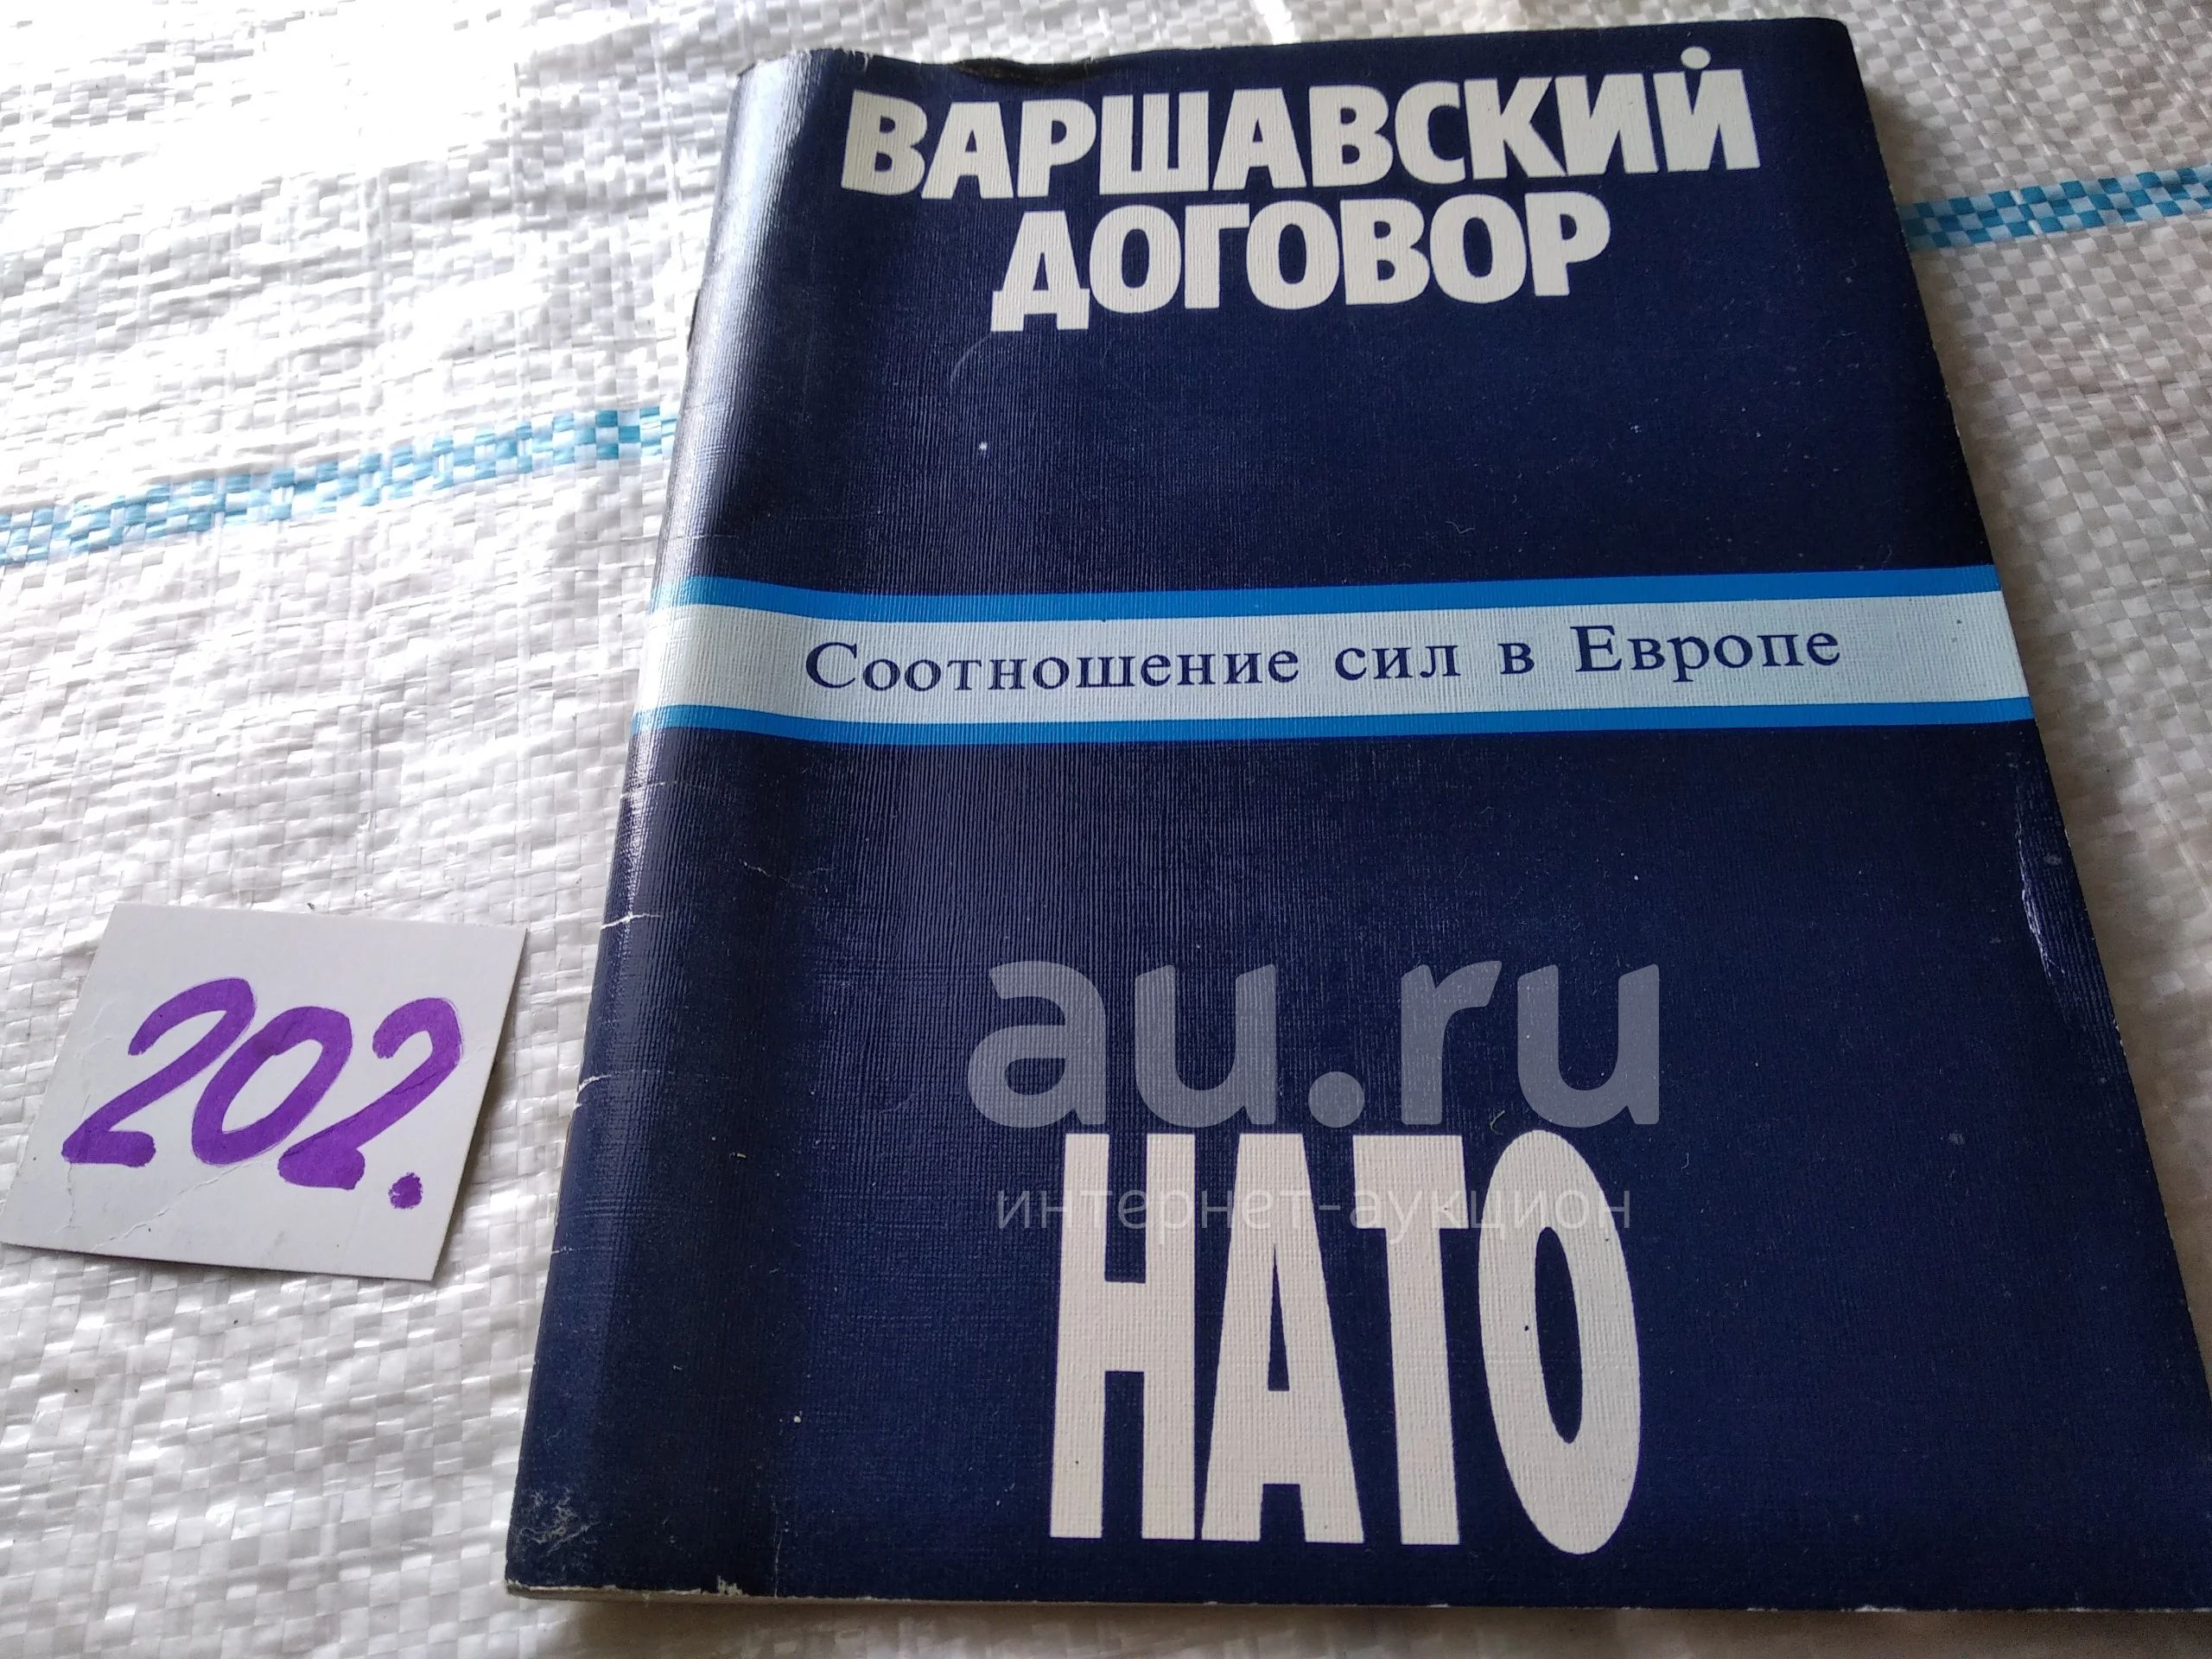 ВАРШАВСКИЙ
ДОГОВОР
Соотношение сил в Европе
202.
au.ru
интернет-аукцион
НАТО